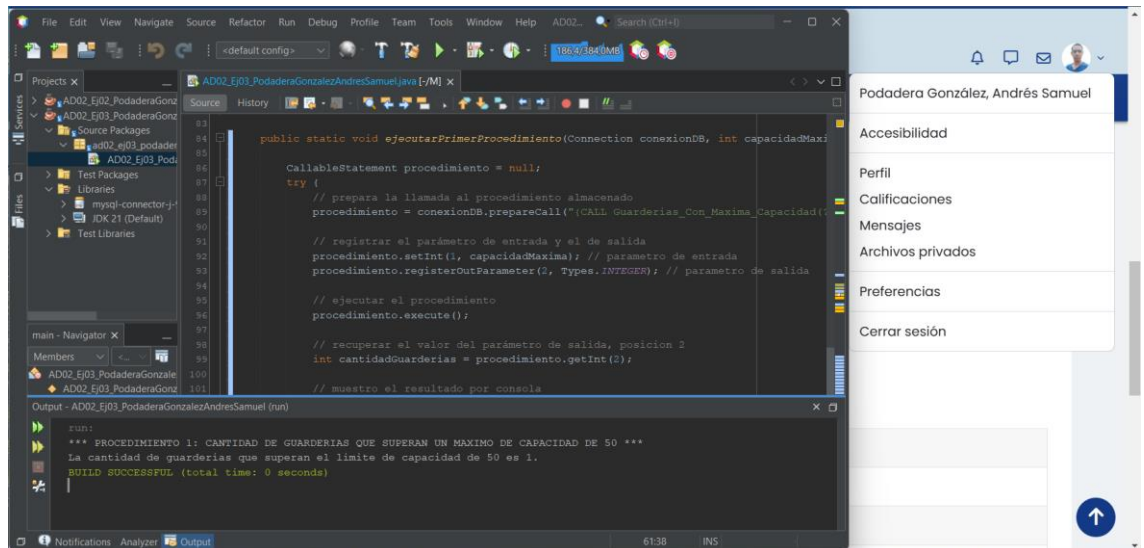 File Edit View Navigate Source Refactor Run Debug Profile Team Tools Window Help AD02... Search (Ctrl+I)
<default config>
186.4/384.0MB
Projects
AD02_Ej03_PodaderaGonzalezAndresSamuel.java [-/M]
Services
Files
AD02_Ej02_PodaderaGonz
AD02_Ej03_PodaderaGonz
Source Packages
ad02_ej03_podader
AD02_Ej03_Poda
Test Packages
Libraries
mysql-connector-j-
JDK 21 (Default)
Test Libraries
Source History
83
84 public static void ejecutarPrimerProcedimiento(Connection conexionDB, int capacidadMaxi
85
86 CallableStatement procedimiento = null;
87 try {
88 // prepara la llamada al procedimiento almacenado
89 procedimiento = conexionDB.prepareCall("{CALL Guarderias_Con_Maxima_Capacidad(?
90
91 // registrar el parámetro de entrada y el de salida
92 procedimiento.setInt(1, capacidadMaxima); // parametro de entrada
93 procedimiento.registerOutParameter(2, Types.INTEGER); // parametro de salida
94
95 // ejecutar el procedimiento
96 procedimiento.execute();
97
98 // recuperar el valor del parámetro de salida, posicion 2
99 int cantidadGuarderias = procedimiento.getInt(2);
100
101 // muestro el resultado por consola
main - Navigator
Members <...
AD02_Ej03_PodaderaGonzale
AD02_Ej03_PodaderaGonz
Output - AD02_Ej03_PodaderaGonzalezAndresSamuel (run)
run:
*** PROCEDIMIENTO 1: CANTIDAD DE GUARDERIAS QUE SUPERAN UN MAXIMO DE CAPACIDAD DE 50 ***
La cantidad de guarderias que superan el limite de capacidad de 50 es 1.
BUILD SUCCESSFUL (total time: 0 seconds)
Notifications Analyzer Output
61:38 INS
Podadera González, Andrés Samuel
Accesibilidad
Perfil
Calificaciones
Mensajes
Archivos privados
Preferencias
Cerrar sesión